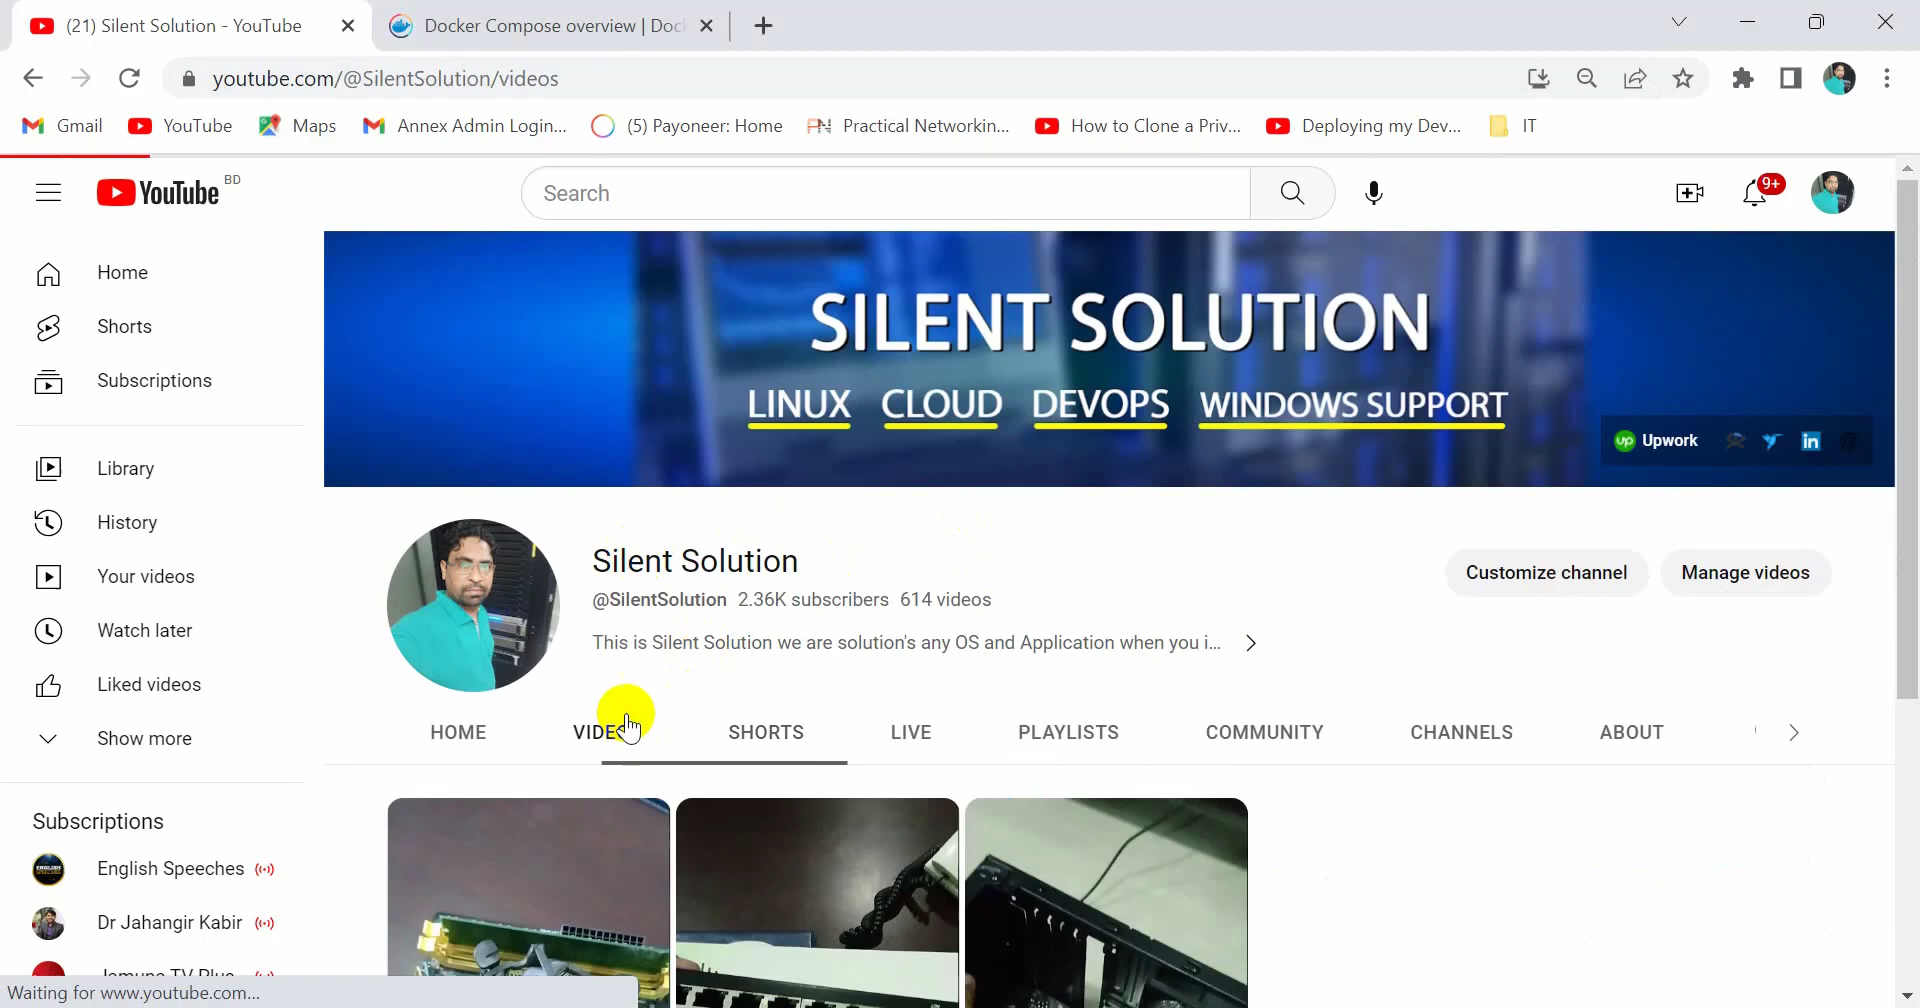 (21) Silent Solution - YouTube
Docker Compose overview | Doc
youtube.com/@SilentSolution/videos
Gmail
YouTube
Maps
Annex Admin Login...
(5) Payoneer: Home
Practical Networkin...
How to Clone a Priv...
Deploying my Dev...
IT
YouTube BD
Search
9+
Home
Shorts
Subscriptions
Library
History
Your videos
Watch later
Liked videos
Show more
Subscriptions
English Speeches
Dr Jahangir Kabir
SILENT SOLUTION
LINUX CLOUD DEVOPS WINDOWS SUPPORT
up Upwork in
Silent Solution
@SilentSolution 2.36K subscribers 614 videos
This is Silent Solution we are solution's any OS and Application when you i...
Customize channel
Manage videos
HOME SHORTS LIVE PLAYLISTS COMMUNITY CHANNELS ABOUT
Waiting for www.youtube.com...